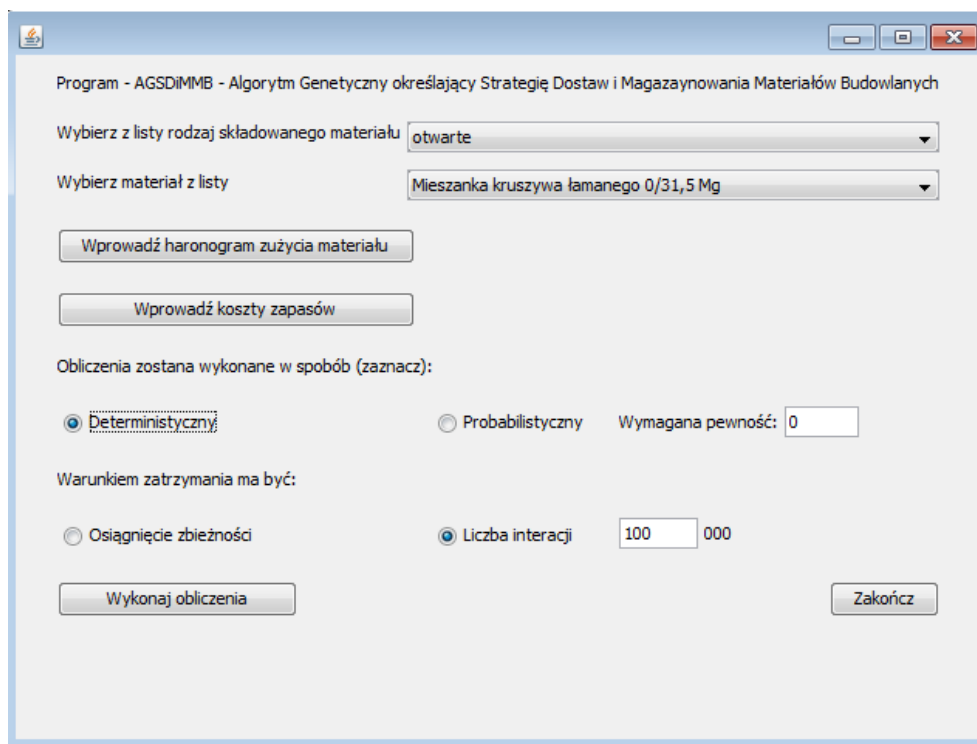 Program - AGSDiMMB - Algorytm Genetyczny określający Strategię Dostaw i Magazaynowania Materiałów Budowlanych
Wybierz z listy rodzaj składowanego materiału otwarte
Wybierz materiał z listy Mieszanka kruszywa łamanego 0/31,5 Mg
Wprowadź haronogram zużycia materiału
Wprowadź koszty zapasów
Obliczenia zostana wykonane w spobób (zaznacz):
Deterministyczny Probabilistyczny Wymagana pewność: 0
Warunkiem zatrzymania ma być:
Osiągnięcie zbieżności Liczba interacji 100 000
Wykonaj obliczenia Zakończ